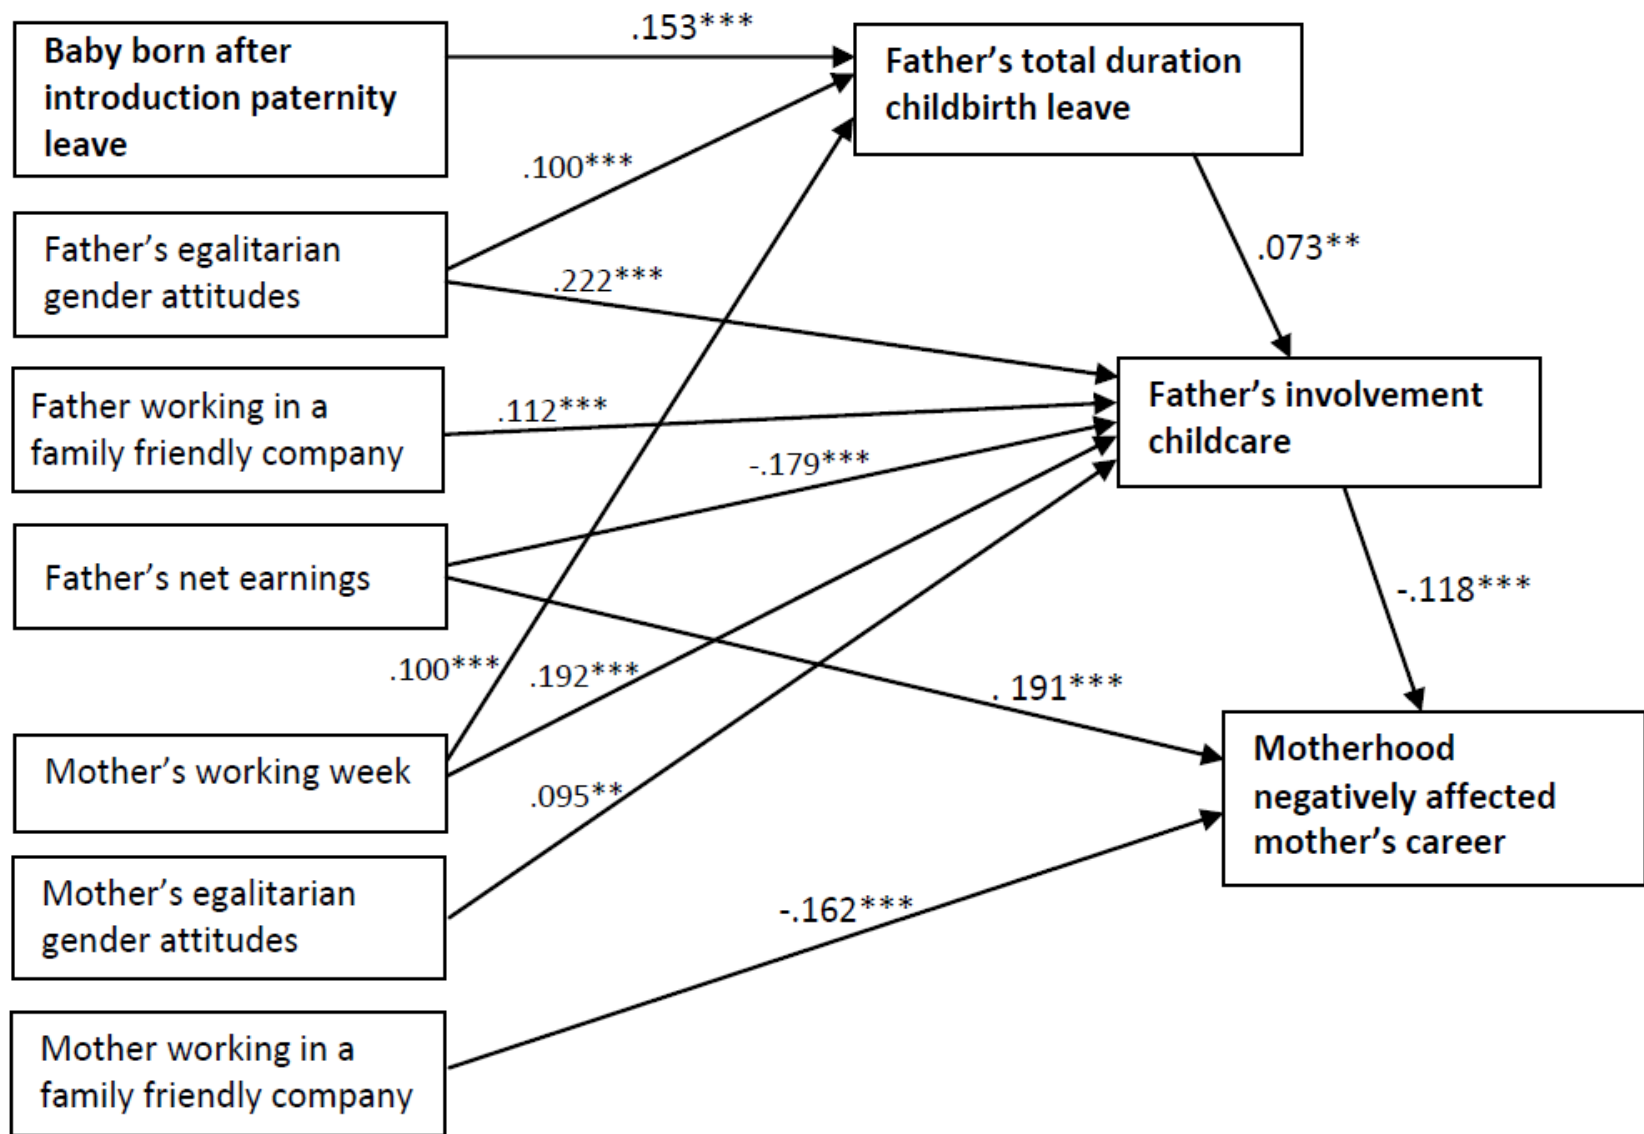 Baby born after
introduction paternity
leave
.153***
Father’s total duration
childbirth leave
.100***
Father’s egalitarian
gender attitudes
.222***
.073**
Father working in a
family friendly company
.112***
Father’s involvement
childcare
-.179***
Father’s net earnings
-.118***
.100***
.192***
. 191***
Mother’s working week
.095**
Motherhood
negatively affected
mother’s career
Mother’s egalitarian
gender attitudes
-.162***
Mother working in a
family friendly company